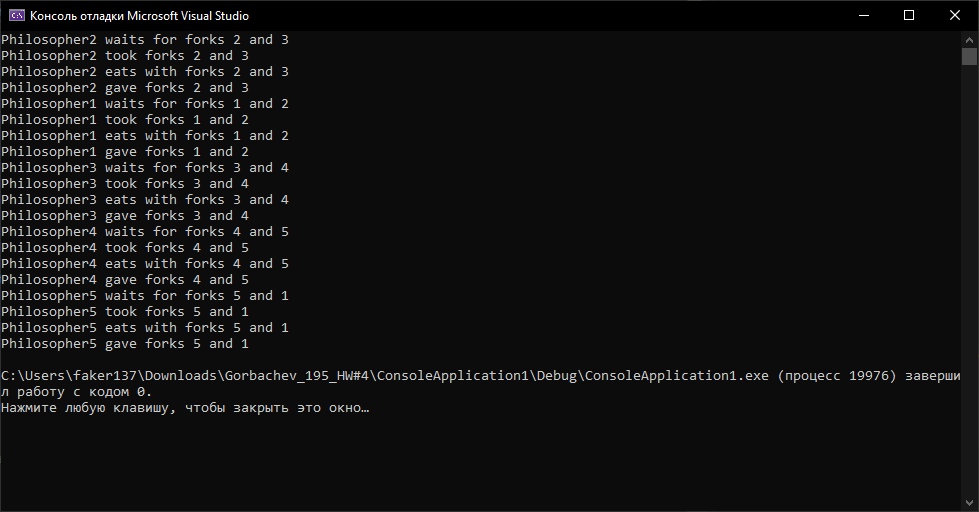 Консоль отладки Microsoft Visual Studio
Philosopher2 waits for forks 2 and 3
Philosopher2 took forks 2 and 3
Philosopher2 eats with forks 2 and 3
Philosopher2 gave forks 2 and 3
Philosopher1 waits for forks 1 and 2
Philosopher1 took forks 1 and 2
Philosopher1 eats with forks 1 and 2
Philosopher1 gave forks 1 and 2
Philosopher3 waits for forks 3 and 4
Philosopher3 took forks 3 and 4
Philosopher3 eats with forks 3 and 4
Philosopher3 gave forks 3 and 4
Philosopher4 waits for forks 4 and 5
Philosopher4 took forks 4 and 5
Philosopher4 eats with forks 4 and 5
Philosopher4 gave forks 4 and 5
Philosopher5 waits for forks 5 and 1
Philosopher5 took forks 5 and 1
Philosopher5 eats with forks 5 and 1
Philosopher5 gave forks 5 and 1
C:\Users\faker137\Downloads\Gorbachev_195_HW#4\ConsoleApplication1\Debug\ConsoleApplication1.exe (процесс 19976) заверши
л работу с кодом 0.
Нажмите любую клавишу, чтобы закрыть это окно…